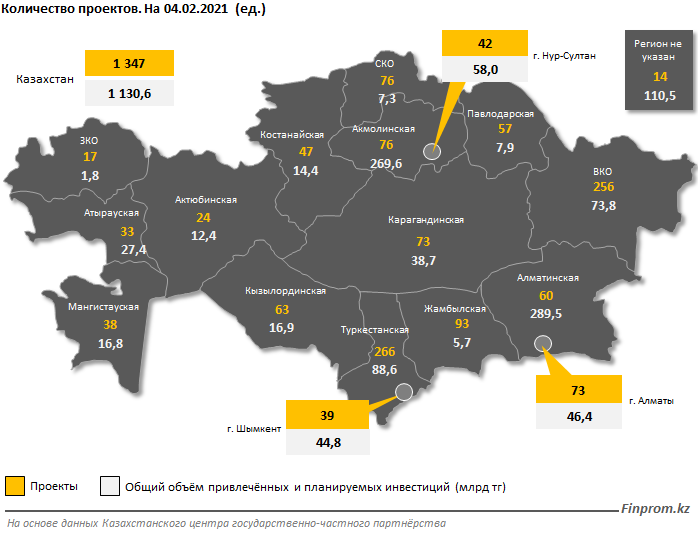 Количество проектов. На 04.02.2021 (ед.)
Казахстан
1 347
1 130,6
42
58,0
г. Нур-Султан
Регион не
указан
14
110,5
СКО
76
7,3
Павлодарская
57
7,9
Костанайская
47
14,4
Акмолинская
76
269,6
ЗКО
17
1,8
ВКО
256
73,8
Атырауская
33
27,4
Актюбинская
24
12,4
Карагандинская
73
38,7
Мангистауская
38
16,8
Кызылординская
63
16,9
Туркестанская
266
88,6
Жамбылская
93
5,7
Алматинская
60
289,5
73
46,4
г. Алматы
г. Шымкент
39
44,8
Проекты
Общий объём привлечённых и планируемых инвестиций (млрд тг)
Finprom.kz
На основе данных Казахстанского центра государственно-частного партнёрства